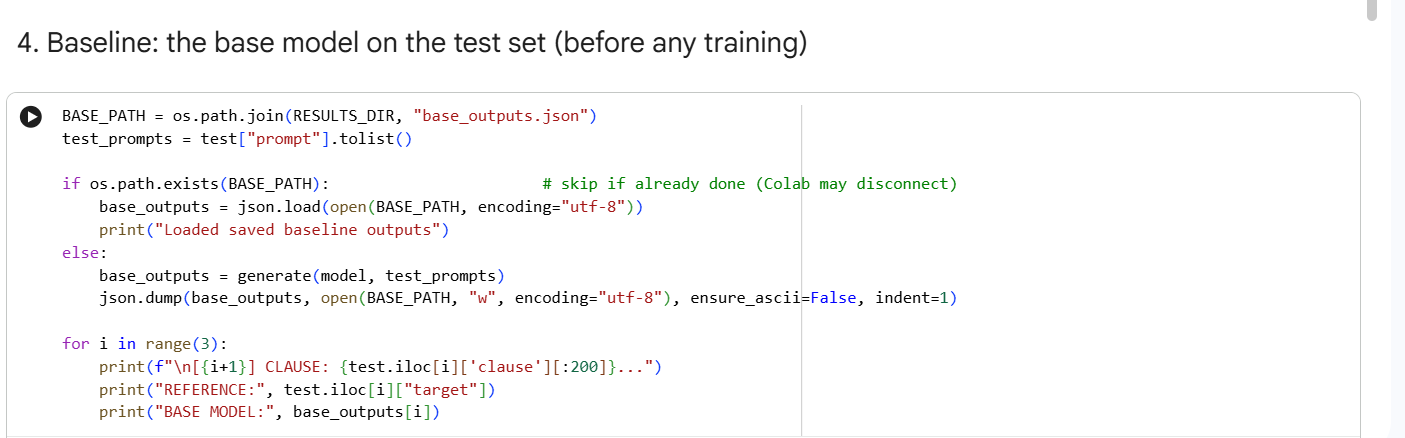 4. Baseline: the base model on the test set (before any training)
BASE_PATH = os.path.join(RESULTS_DIR, "base_outputs.json")
test_prompts = test["prompt"].tolist()
if os.path.exists(BASE_PATH):                       # skip if already done (Colab may disconnect)
    base_outputs = json.load(open(BASE_PATH, encoding="utf-8"))
    print("Loaded saved baseline outputs")
else:
    base_outputs = generate(model, test_prompts)
    json.dump(base_outputs, open(BASE_PATH, "w", encoding="utf-8"), ensure_ascii=False, indent=1)
for i in range(3):
    print(f"\n[{i+1}] CLAUSE: {test.iloc[i]['clause'][:200]}...")
    print("REFERENCE:", test.iloc[i]["target"])
    print("BASE MODEL:", base_outputs[i])